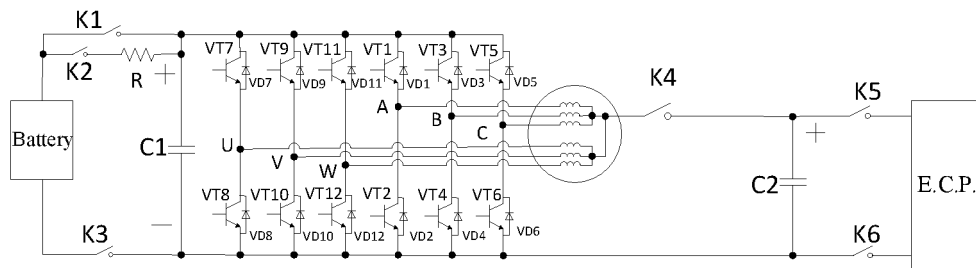 K1
K2
R
+
Battery
C1
−
K3
VT7 VT9 VT11 VT1 VT3 VT5
VD7 VD9 VD11 VD1 VD3 VD5
A
B
C
U
V
W
VT8 VT10 VT12 VT2 VT4 VT6
VD8 VD10 VD12 VD2 VD4 VD6
K4
K5
+
C2
E.C.P.
K6